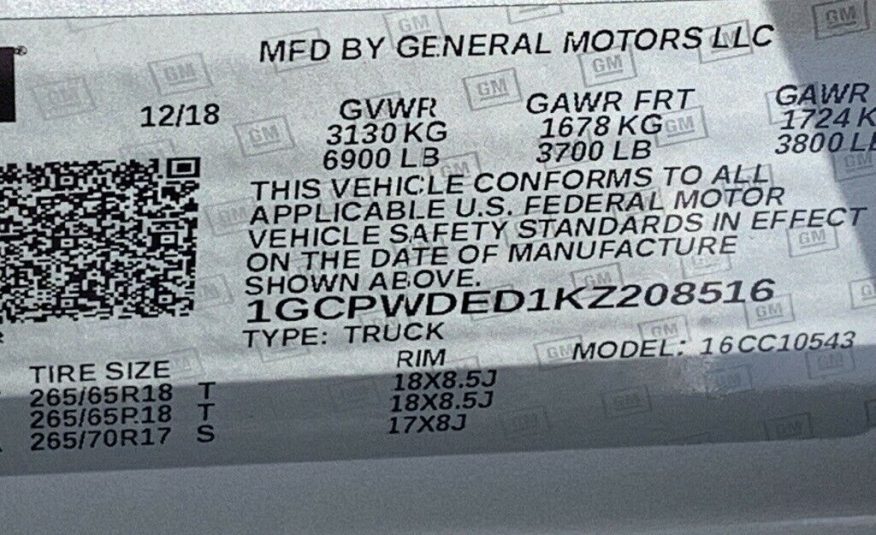 MFD BY GENERAL MOTORS LLC
12/18 GVWR GAWR FRT GAWR
3130 KG 1678 KG 1724 K
6900 LB 3700 LB 3800 LB
THIS VEHICLE CONFORMS TO ALL
APPLICABLE U.S. FEDERAL MOTOR
VEHICLE SAFETY STANDARDS IN EFFECT
ON THE DATE OF MANUFACTURE
SHOWN ABOVE.
1GCPWDED1KZ208516
TYPE: TRUCK MODEL: 16CC10543
TIRE SIZE RIM
265/65R18 T 18X8.5J
265/65R18 T 18X8.5J
265/70R17 S 17X8J